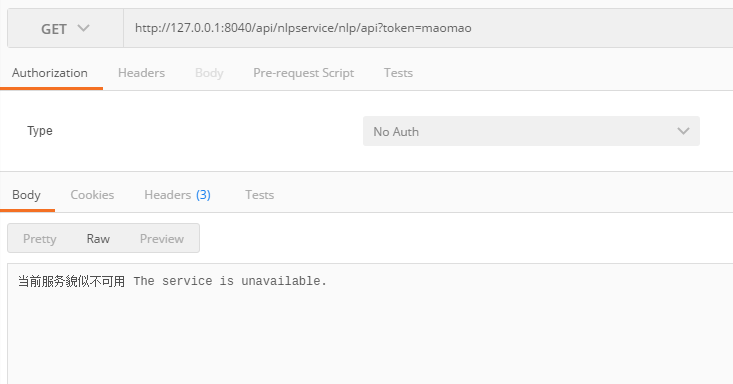 GET http://127.0.0.1:8040/api/nlpservice/nlp/api?token=maomao
Authorization Headers Body Pre-request Script Tests
Type No Auth
Body Cookies Headers (3) Tests
Pretty Raw Preview
当前服务貌似不可用 The service is unavailable.